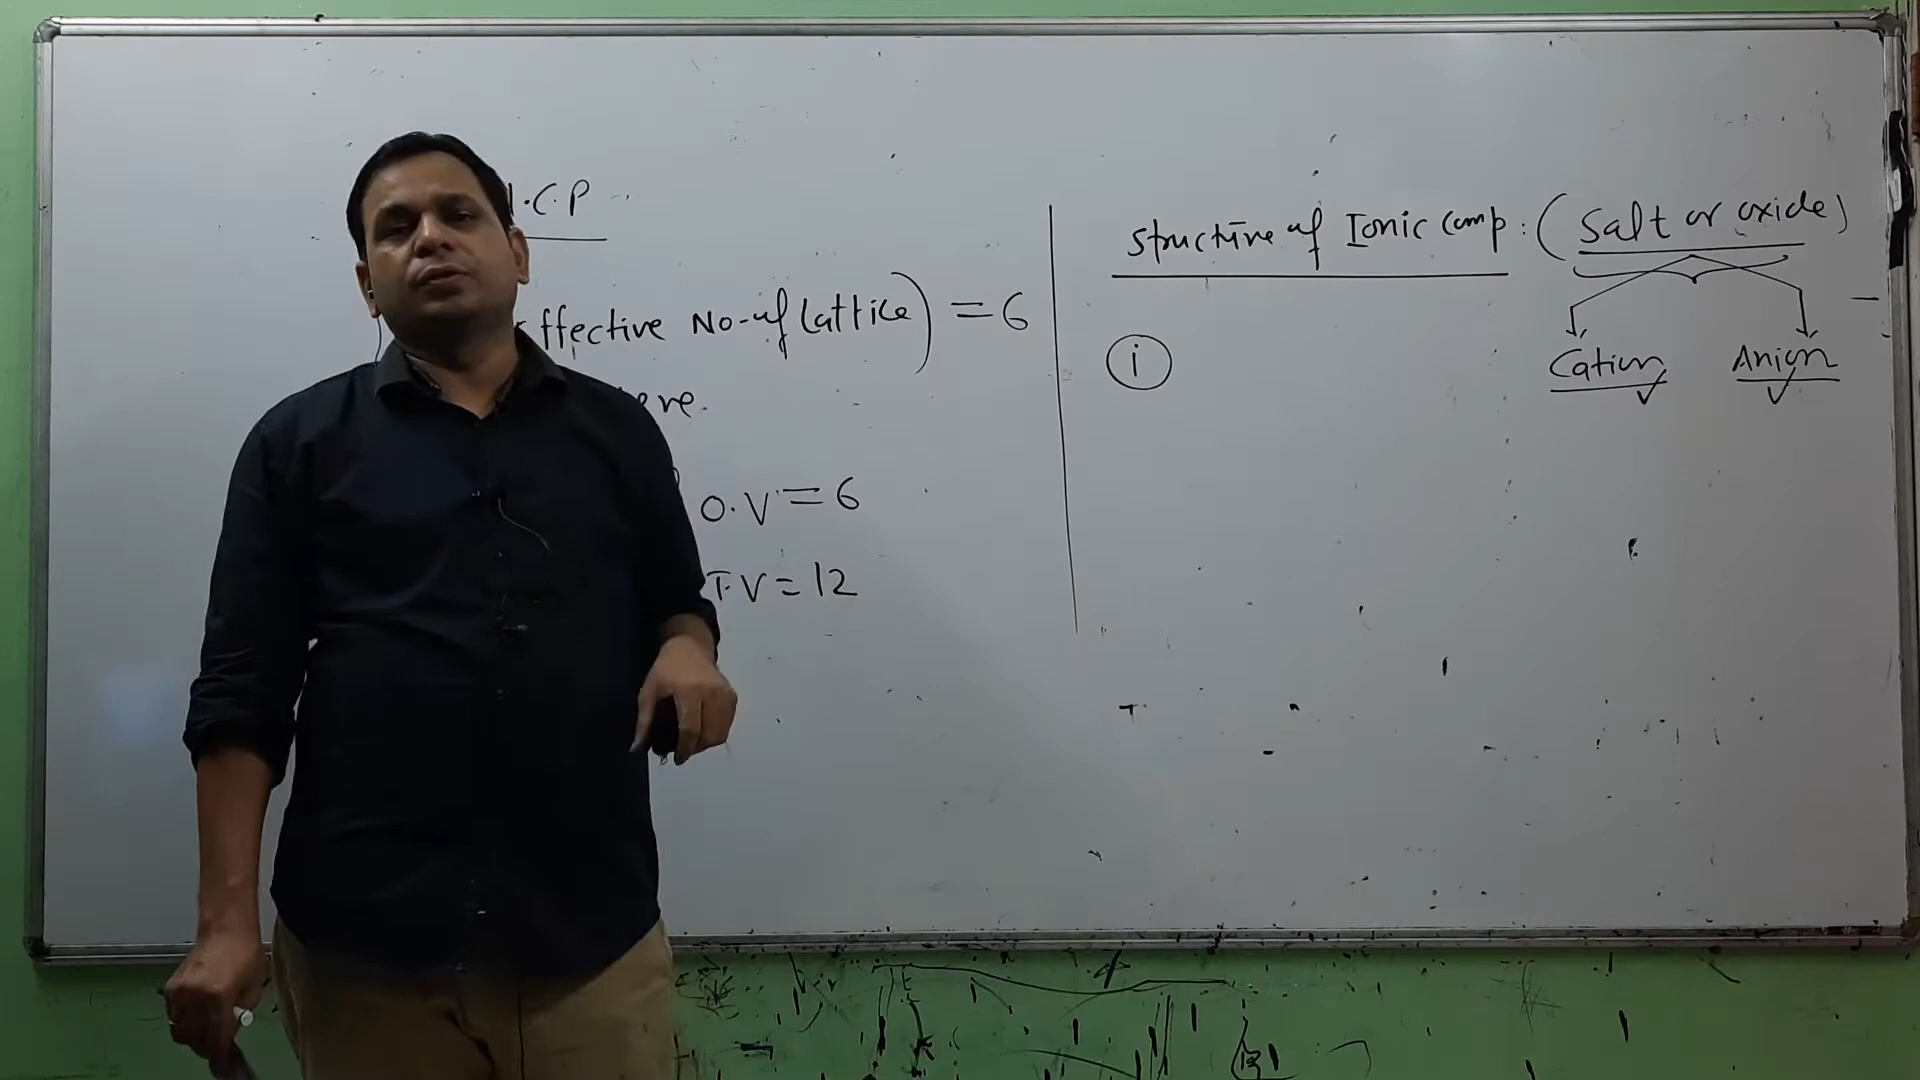 .C.P
ffective No-of Lattice) = 6
ere.
O.V = 6
T.V = 12
Structure of Ionic Comp: (Salt or oxide)
Cation Anion
i